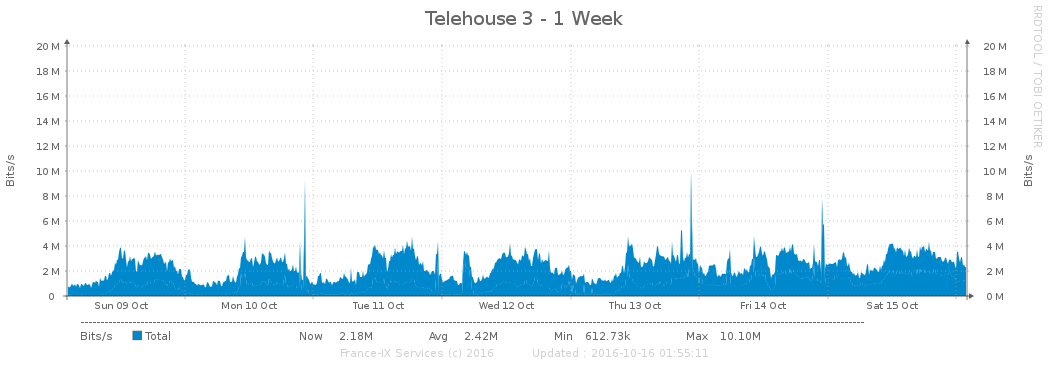 Telehouse 3 - 1 Week
RRDTOOL / TOBI OETIKER
Bits/s
Bits/s
20 M 20 M
18 M 18 M
16 M 16 M
14 M 14 M
12 M 12 M
10 M 10 M
8 M 8 M
6 M 6 M
4 M 4 M
2 M 2 M
0 0 M
Sun 09 Oct Mon 10 Oct Tue 11 Oct Wed 12 Oct Thu 13 Oct Fri 14 Oct Sat 15 Oct
Bits/s Total Now 2.18M Avg 2.42M Min 612.73k Max 10.10M
France-IX Services (c) 2016 Updated : 2016-10-16 01:55:11